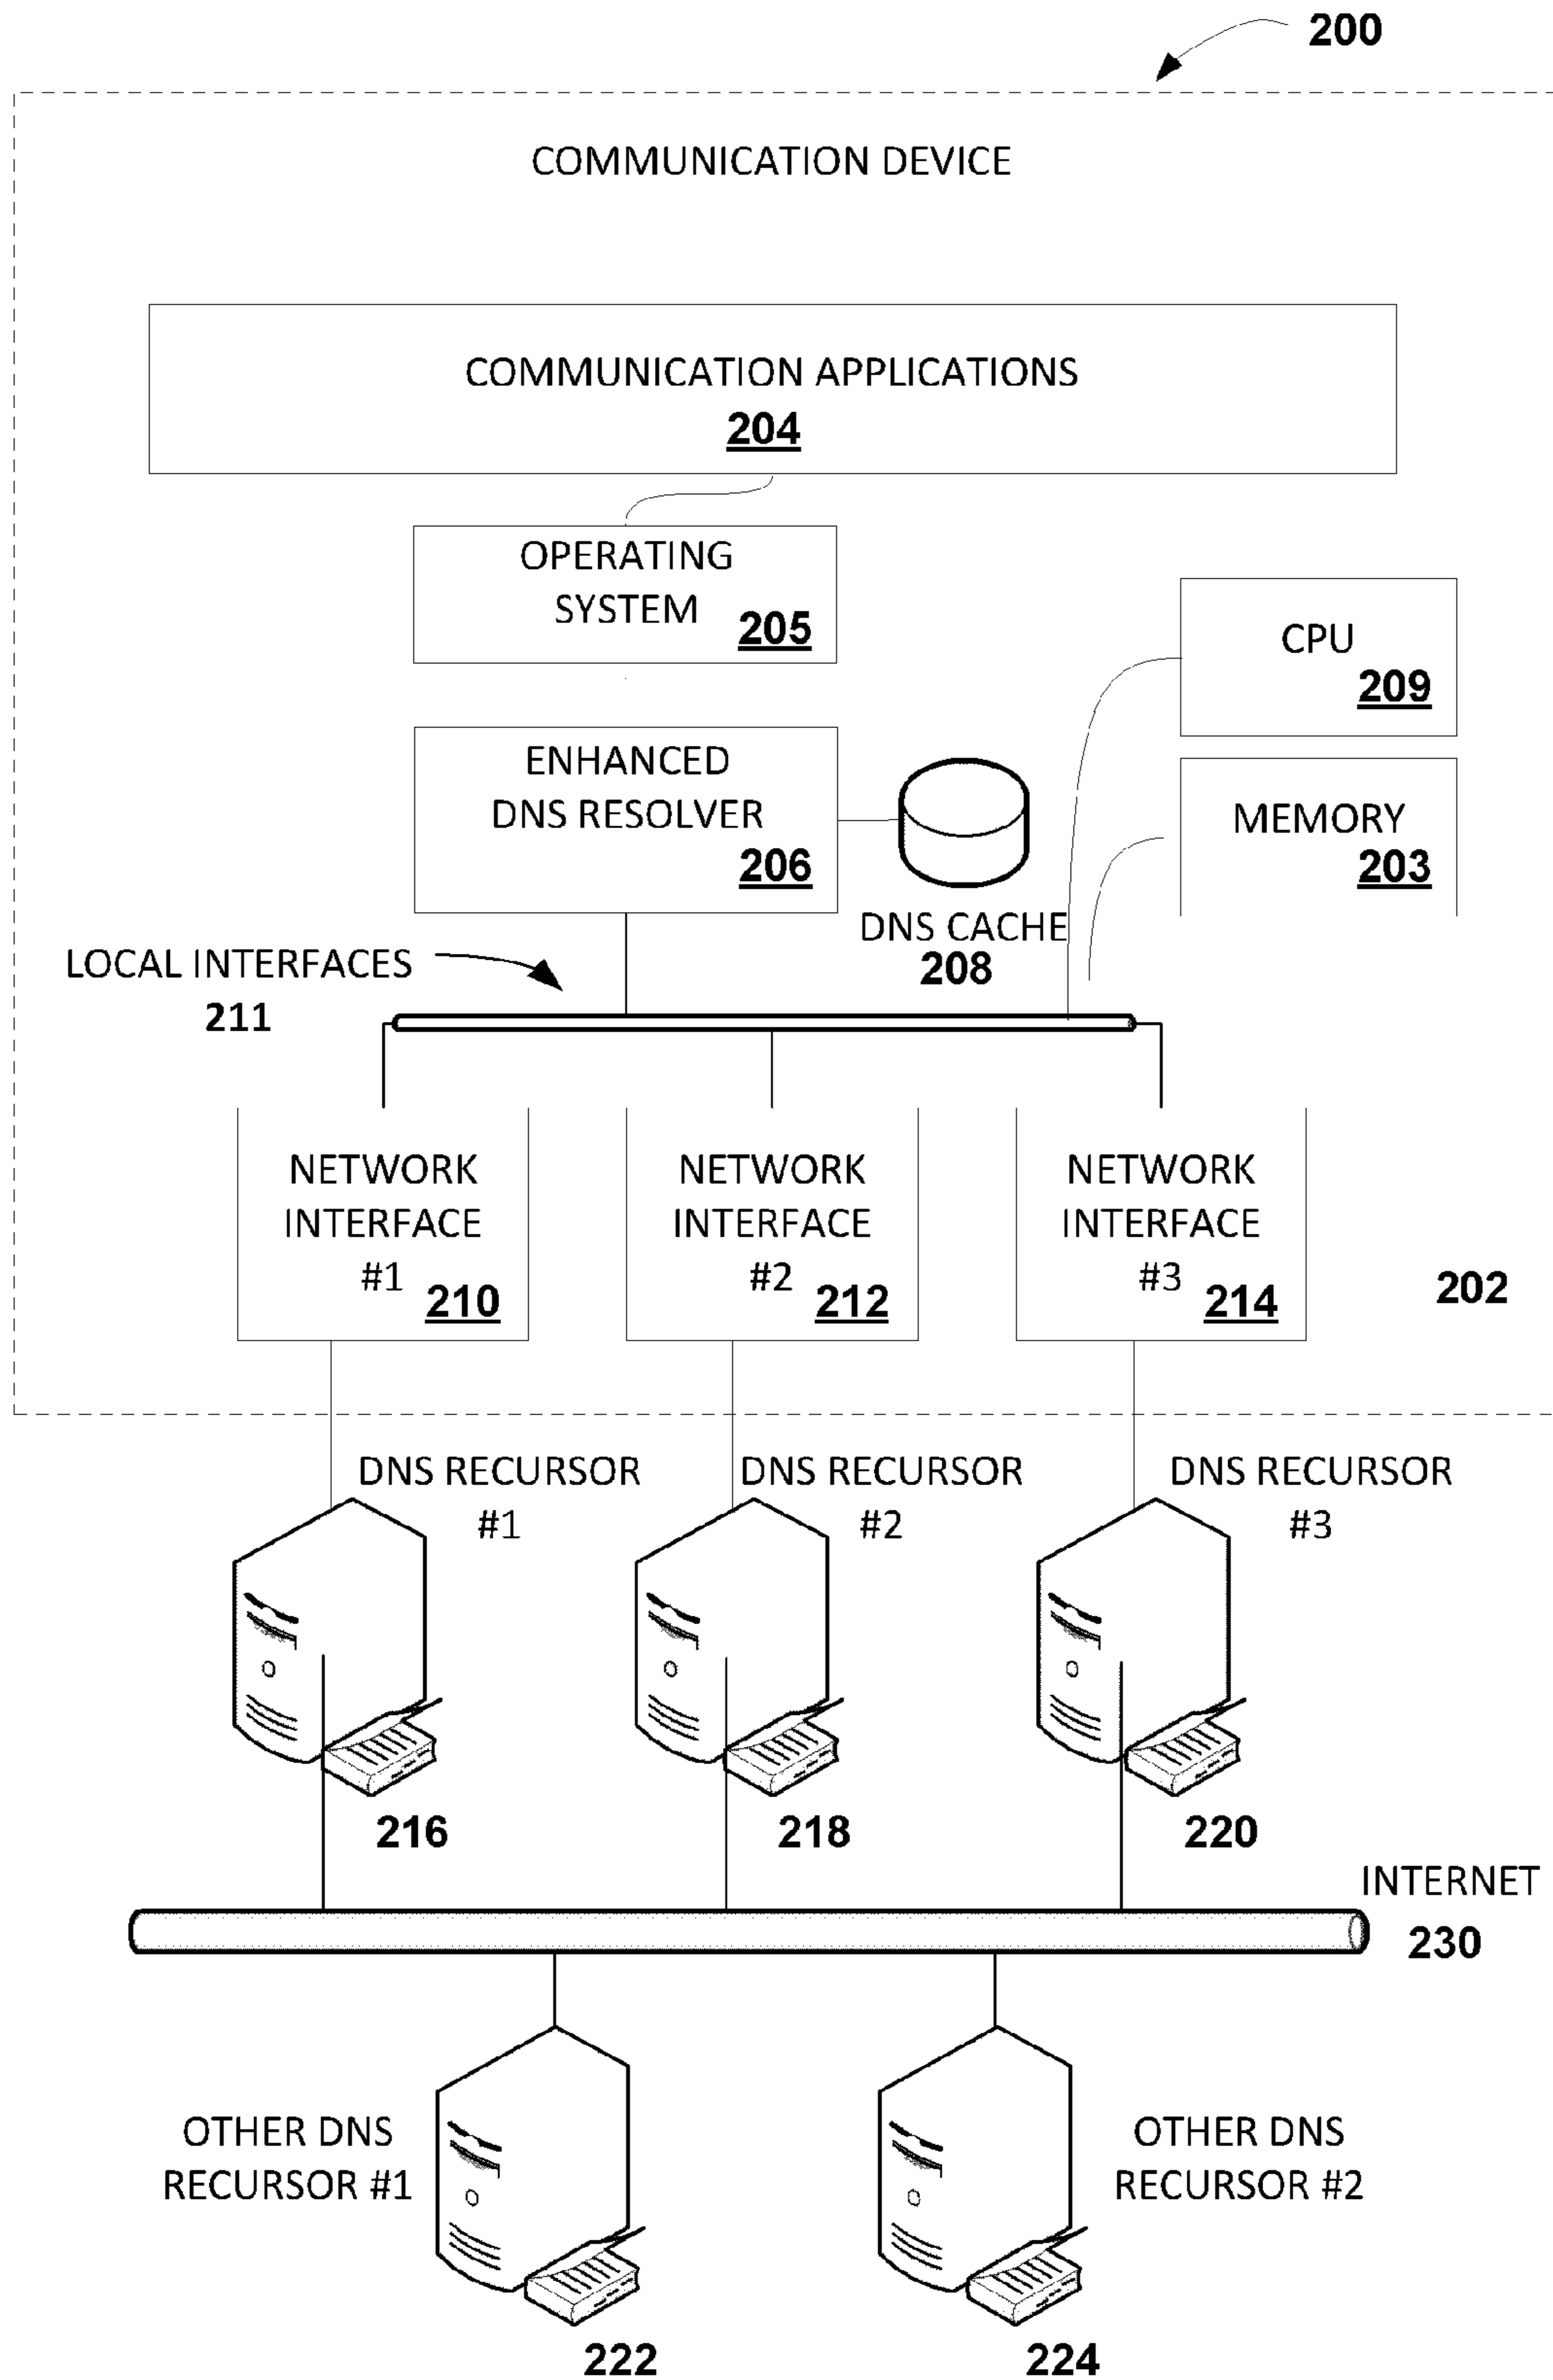 200
COMMUNICATION DEVICE
COMMUNICATION APPLICATIONS
204
OPERATING
SYSTEM
205
CPU
209
ENHANCED
DNS RESOLVER
206
MEMORY
203
DNS CACHE
208
LOCAL INTERFACES
211
NETWORK
INTERFACE
#1
210
NETWORK
INTERFACE
#2
212
NETWORK
INTERFACE
#3
214
202
DNS RECURSOR
#1
DNS RECURSOR
#2
DNS RECURSOR
#3
216
218
220
INTERNET
230
OTHER DNS
RECURSOR #1
OTHER DNS
RECURSOR #2
222
224